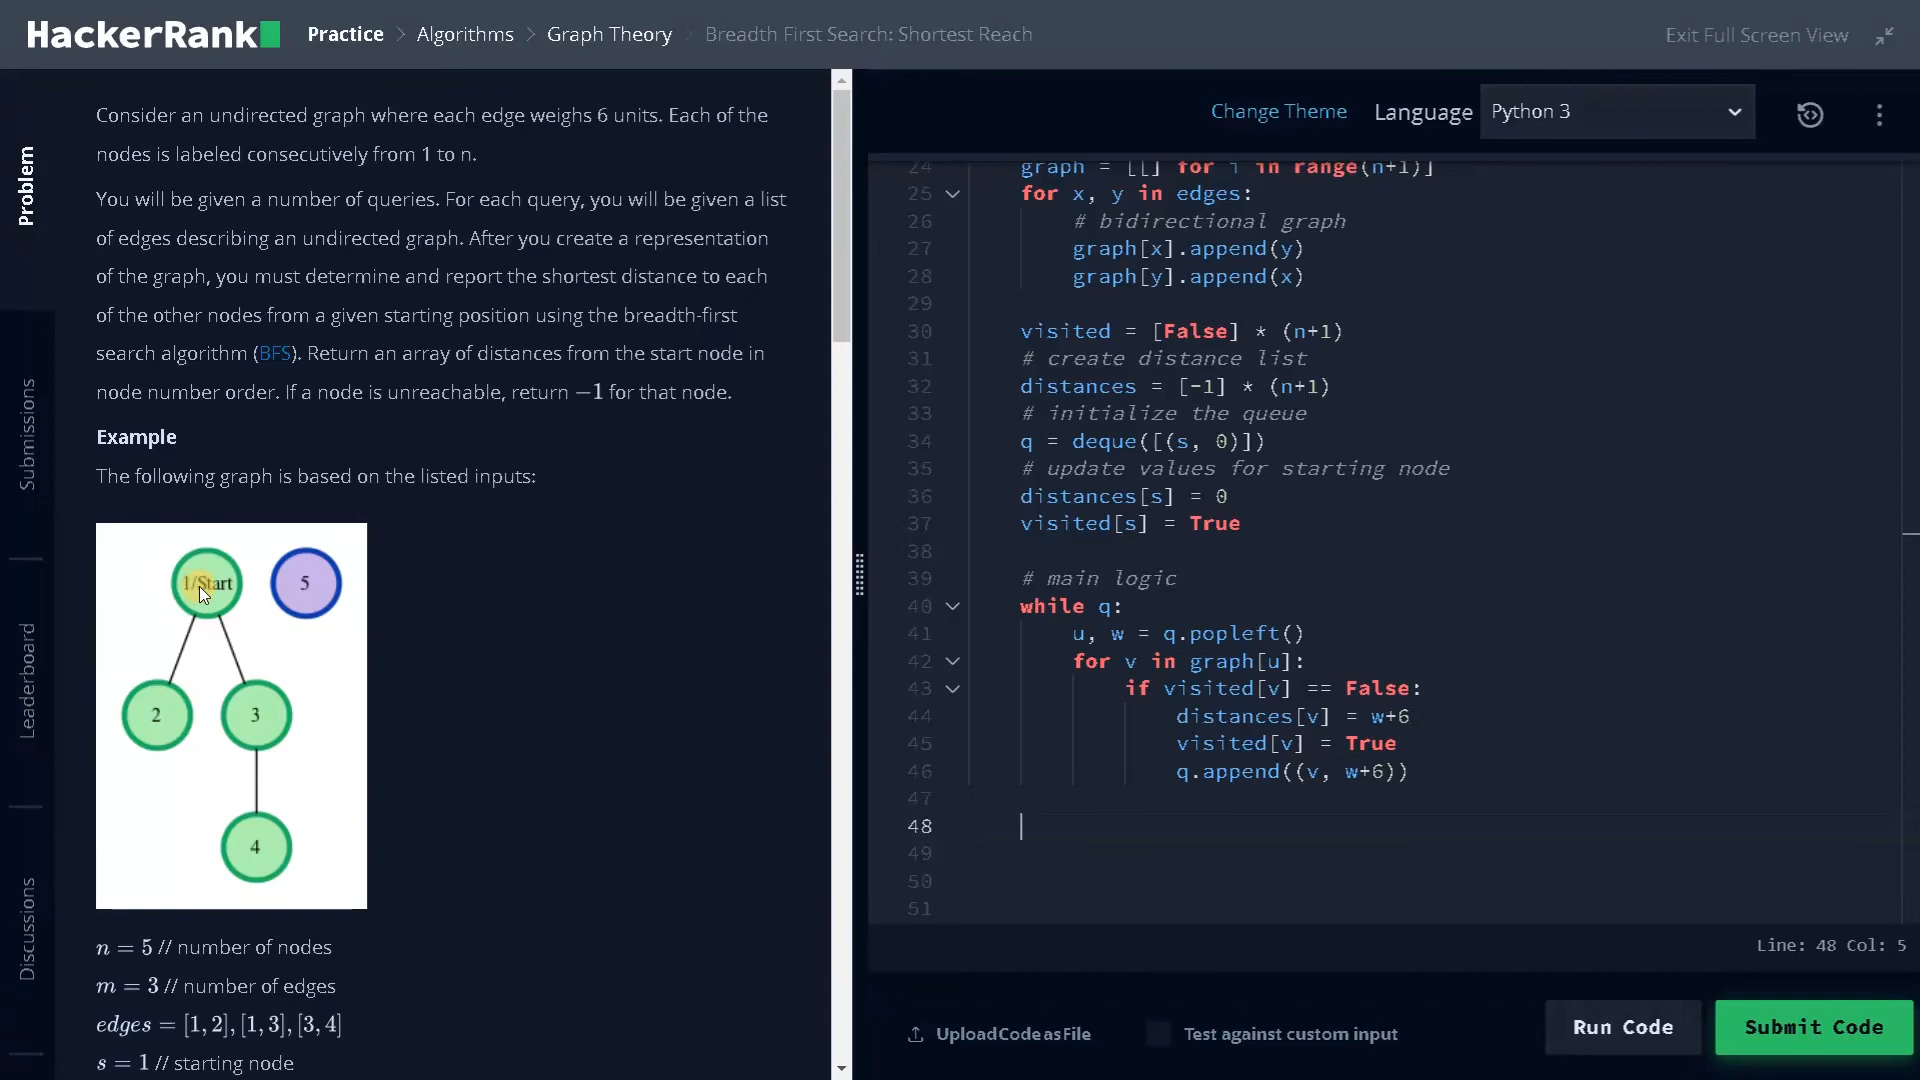 HackerRank
Practice > Algorithms > Graph Theory > Breadth First Search: Shortest Reach
Exit Full Screen View
Problem
Submissions
Leaderboard
Discussions
Consider an undirected graph where each edge weighs 6 units. Each of the
nodes is labeled consecutively from 1 to n.
You will be given a number of queries. For each query, you will be given a list
of edges describing an undirected graph. After you create a representation
of the graph, you must determine and report the shortest distance to each
of the other nodes from a given starting position using the breadth-first
search algorithm (BFS). Return an array of distances from the start node in
node number order. If a node is unreachable, return −1 for that node.
Example
The following graph is based on the listed inputs:
1/Start
5
2
3
4
n = 5 // number of nodes
m = 3 // number of edges
edges = [1, 2], [1, 3], [3, 4]
s = 1 // starting node
Change Theme
Language
Python 3
24 graph = [[] for i in range(n+1)]
25 for x, y in edges:
26 # bidirectional graph
27 graph[x].append(y)
28 graph[y].append(x)
29
30 visited = [False] * (n+1)
31 # create distance list
32 distances = [-1] * (n+1)
33 # initialize the queue
34 q = deque([(s, 0)])
35 # update values for starting node
36 distances[s] = 0
37 visited[s] = True
38
39 # main logic
40 while q:
41 u, w = q.popleft()
42 for v in graph[u]:
43 if visited[v] == False:
44 distances[v] = w+6
45 visited[v] = True
46 q.append((v, w+6))
47
48
49
50
51
Line: 48 Col: 5
Upload Code as File
Test against custom input
Run Code
Submit Code